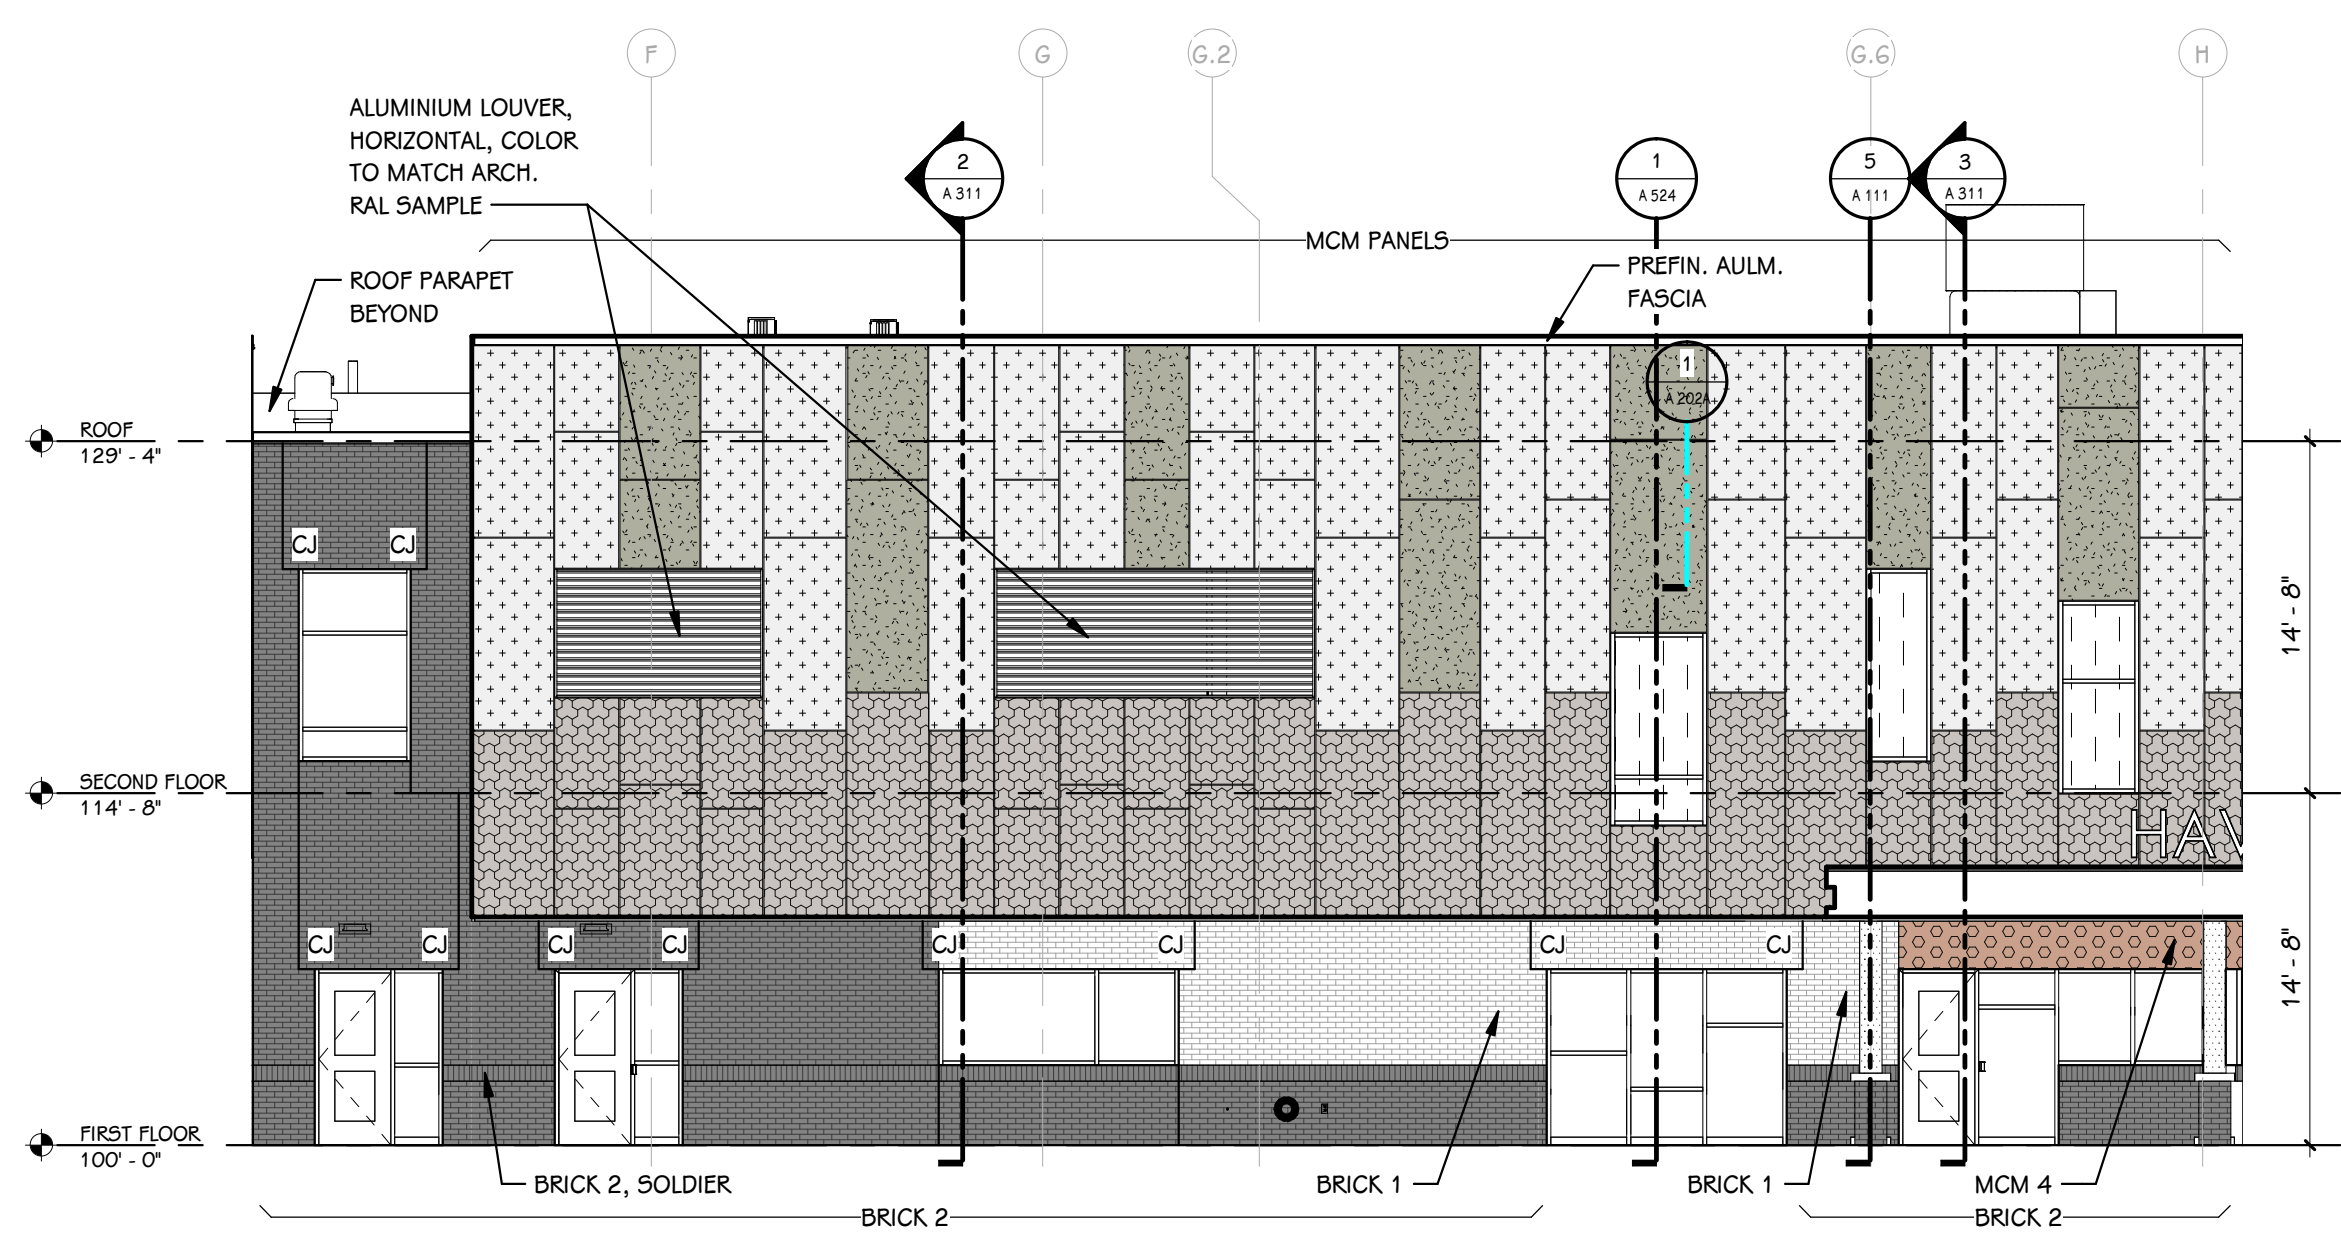 F
G
G.2
G.6
H
ALUMINIUM LOUVER,
HORIZONTAL, COLOR
TO MATCH ARCH.
RAL SAMPLE
2
A 311
1
A 524
5
A 111
3
A 311
MCM PANELS
ROOF PARAPET
BEYOND
PREFIN. AULM.
FASCIA
1
A 202A
ROOF
129' - 4"
CJ
CJ
14' - 8"
SECOND FLOOR
114' - 8"
HAV
CJ
CJ
CJ
CJ
CJ
CJ
CJ
CJ
14' - 8"
FIRST FLOOR
100' - 0"
BRICK 2, SOLDIER
BRICK 1
BRICK 1
MCM 4
BRICK 2
BRICK 2